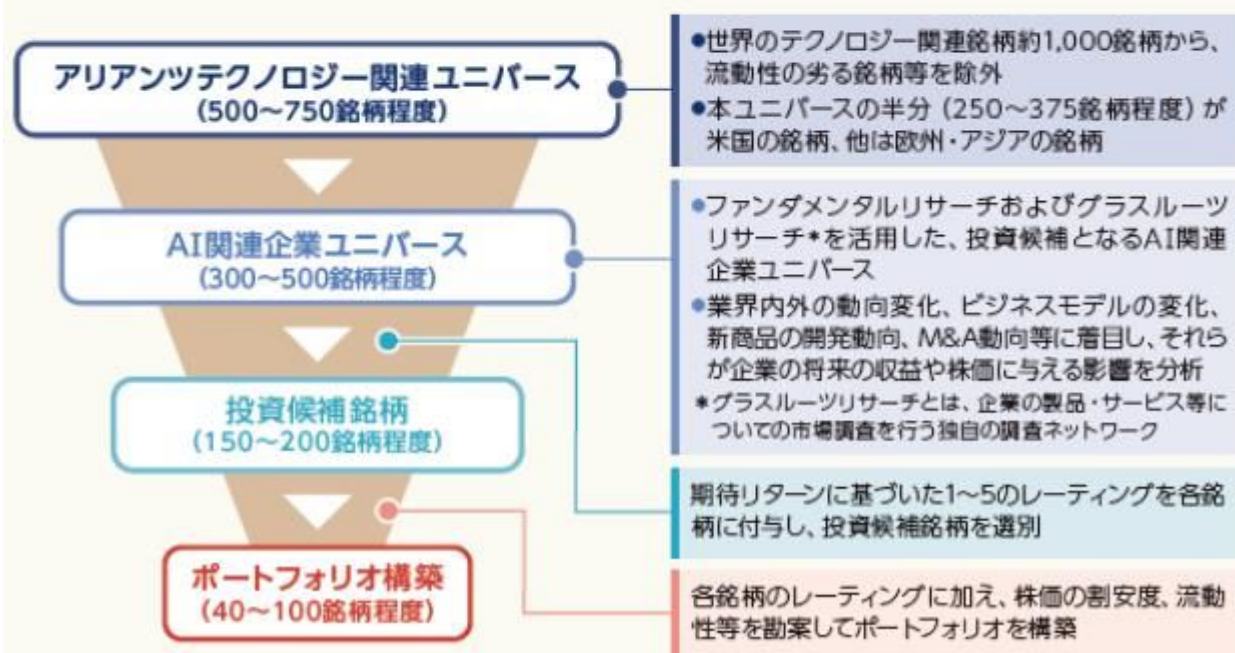 アリアンツテクノロジー関連ユニバース
(500～750銘柄程度)
●世界のテクノロジー関連銘柄約1,000銘柄から、
流動性の劣る銘柄等を除外
●本ユニバースの半分(250～375銘柄程度)が
米国の銘柄、他は欧州・アジアの銘柄
AI関連企業ユニバース
(300～500銘柄程度)
●ファンダメンタルリサーチおよびグラスルーツ
リサーチ*を活用した、投資候補となるAI関連
企業ユニバース
●業界内外の動向変化、ビジネスモデルの変化、
新商品の開発動向、M&A動向等に着目し、それら
が企業の将来の収益や株価に与える影響を分析
*グラスルーツリサーチとは、企業の製品・サービス等に
ついての市場調査を行う独自の調査ネットワーク
投資候補銘柄
(150～200銘柄程度)
期待リターンに基づいた1～5のレーティングを各銘
柄に付与し、投資候補銘柄を選別
ポートフォリオ構築
(40～100銘柄程度)
各銘柄のレーティングに加え、株価の割安度、流動
性等を勘案してポートフォリオを構築